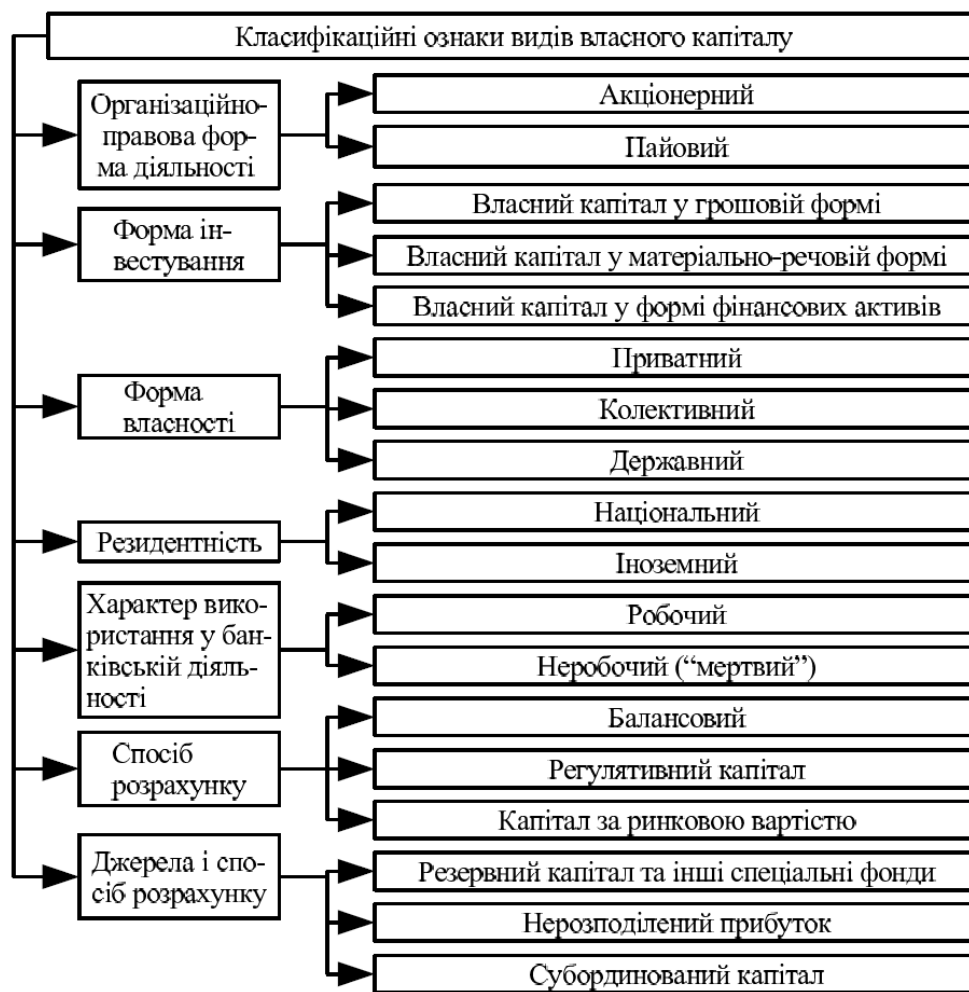 Класифікаційні ознаки видів власного капіталу
Організаційно-
правова фор-
ма діяльності
Акціонерний
Пайовий
Форма ін-
вестування
Власний капітал у грошовій формі
Власний капітал у матеріально-речовій формі
Власний капітал у формі фінансових активів
Форма
власності
Приватний
Колективний
Державний
Резидентність
Національний
Іноземний
Характер вико-
ристання у бан-
ківській діяль-
ності
Робочий
Неробочий (“мертвий”)
Спосіб
розрахунку
Балансовий
Регулятивний капітал
Капітал за ринковою вартістю
Джерела і спо-
сіб розрахунку
Резервний капітал та інші спеціальні фонди
Нерозподілений прибуток
Субординований капітал